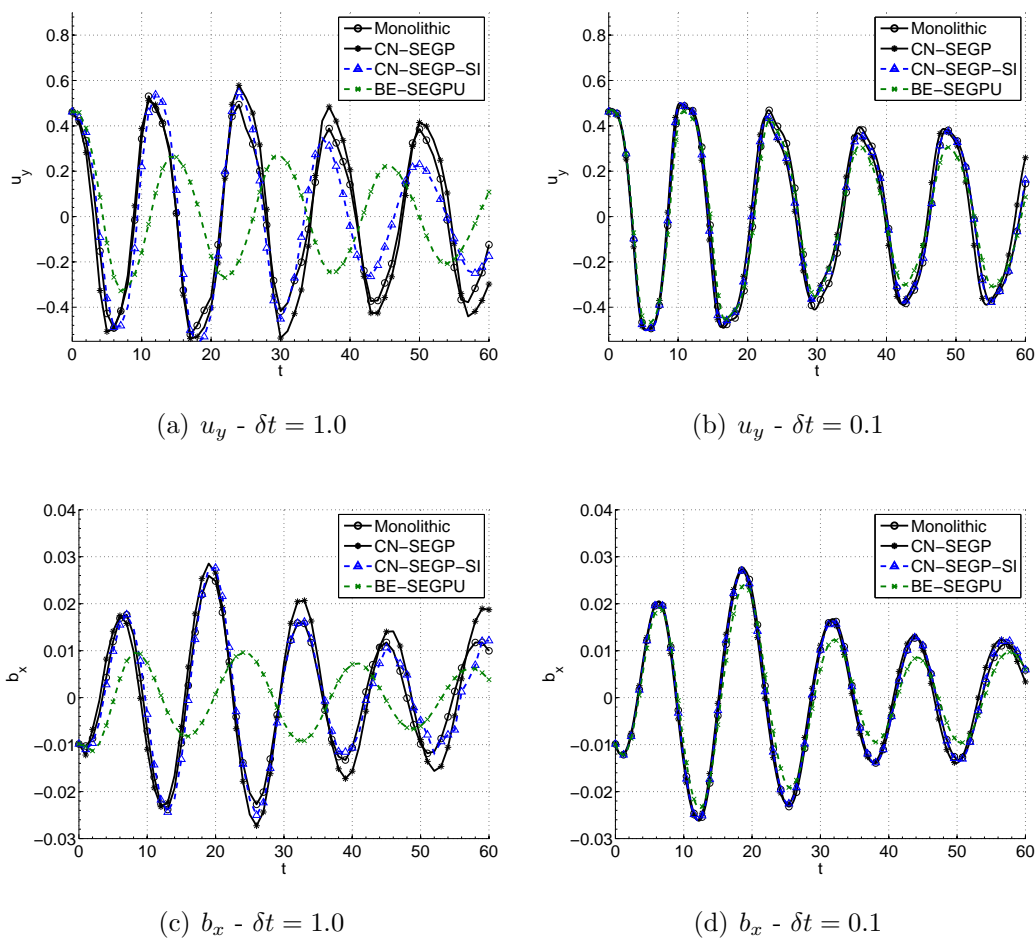 0.8
0.6
0.4
0.2
0
−0.2
−0.4
u_y
0 10 20 30 40 50 60
t
Monolithic
CN−SEGP
CN−SEGP−SI
BE−SEGPU
(a) u_y - δt = 1.0
0.8
0.6
0.4
0.2
0
−0.2
−0.4
u_y
0 10 20 30 40 50 60
t
Monolithic
CN−SEGP
CN−SEGP−SI
BE−SEGPU
(b) u_y - δt = 0.1
0.04
0.03
0.02
0.01
0
−0.01
−0.02
−0.03
b_x
0 10 20 30 40 50 60
t
Monolithic
CN−SEGP
CN−SEGP−SI
BE−SEGPU
(c) b_x - δt = 1.0
0.04
0.03
0.02
0.01
0
−0.01
−0.02
−0.03
b_x
0 10 20 30 40 50 60
t
Monolithic
CN−SEGP
CN−SEGP−SI
BE−SEGPU
(d) b_x - δt = 0.1